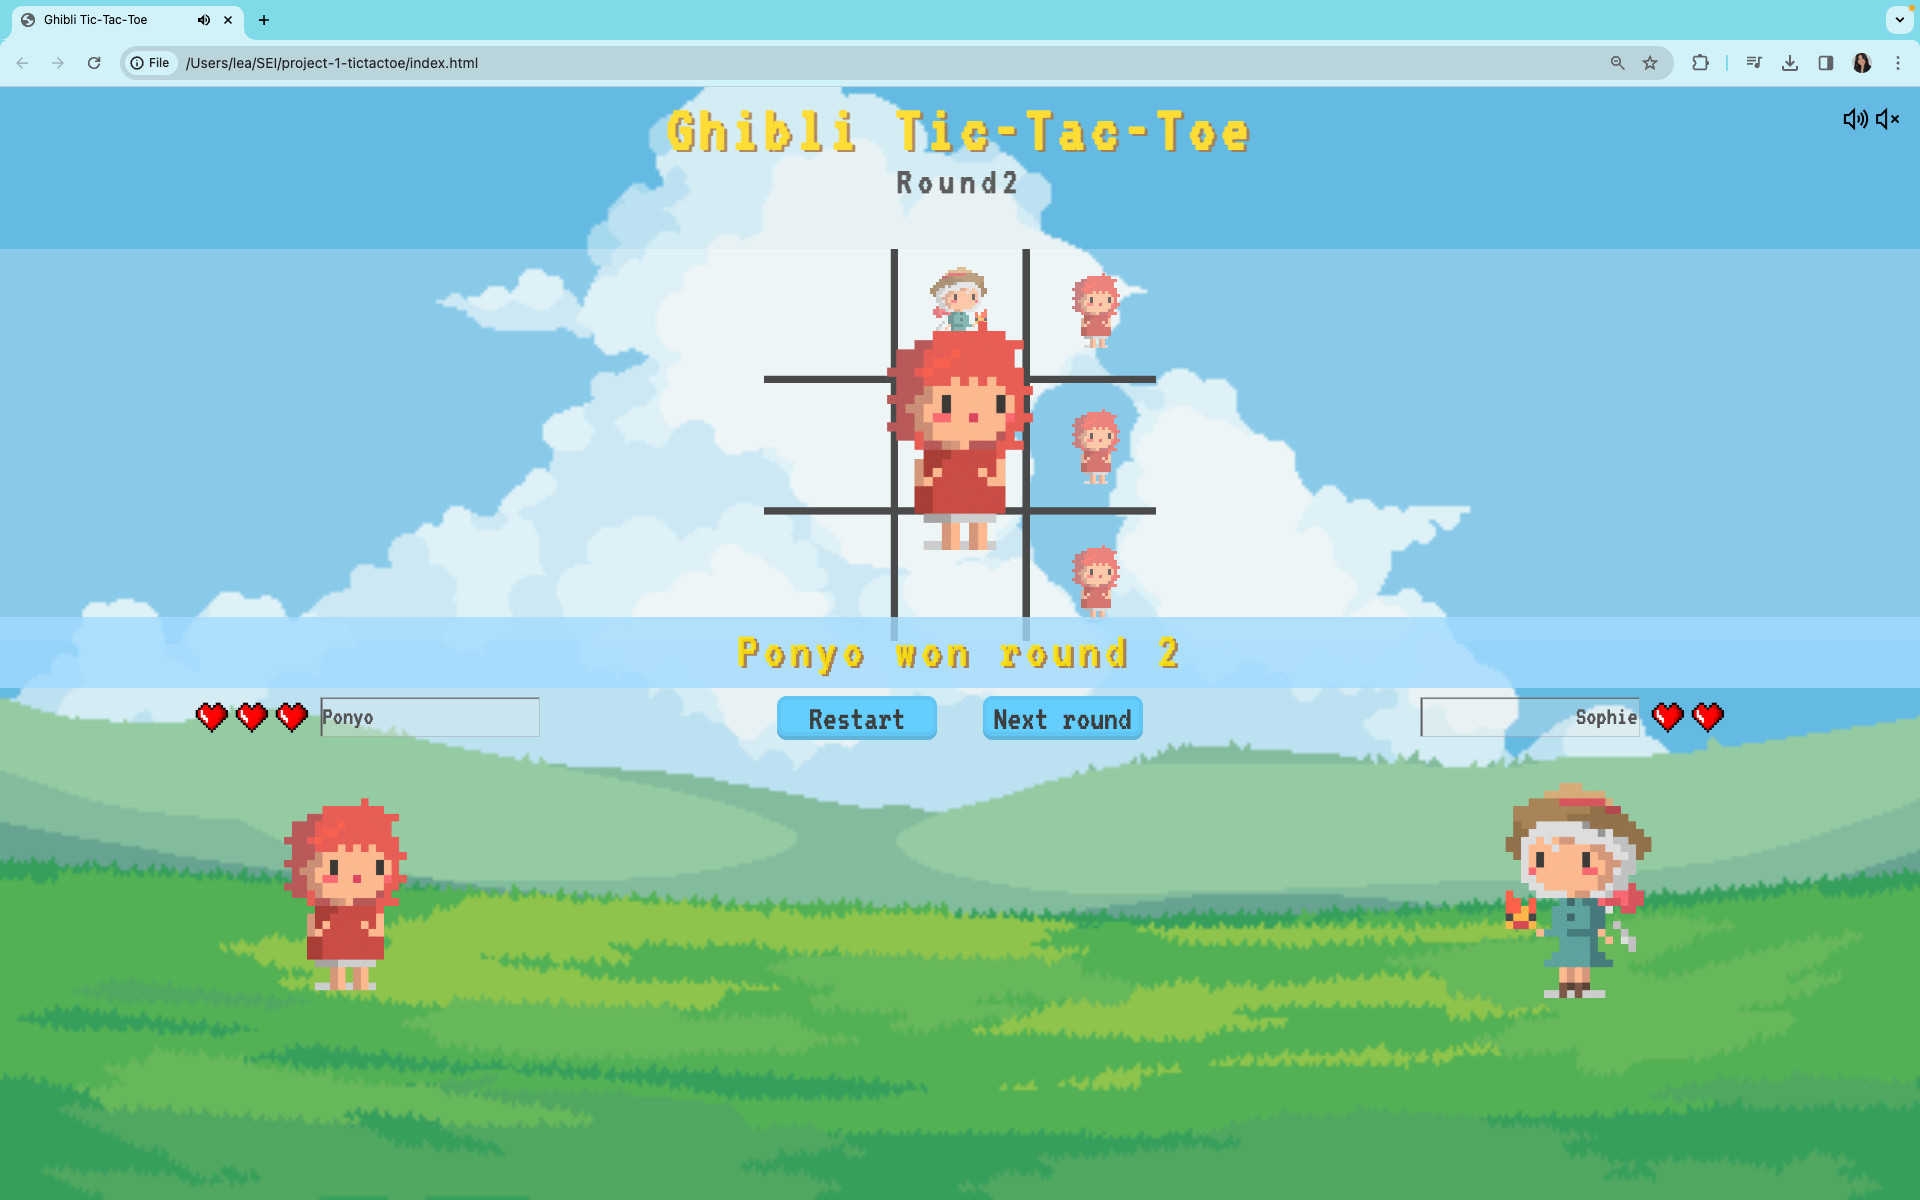 Ghibli Tic-Tac-Toe
File /Users/lea/SEI/project-1-tictactoe/index.html
Ghibli Tic-Tac-Toe
Round2
Ponyo won round 2
Ponyo
Restart
Next round
Sophie